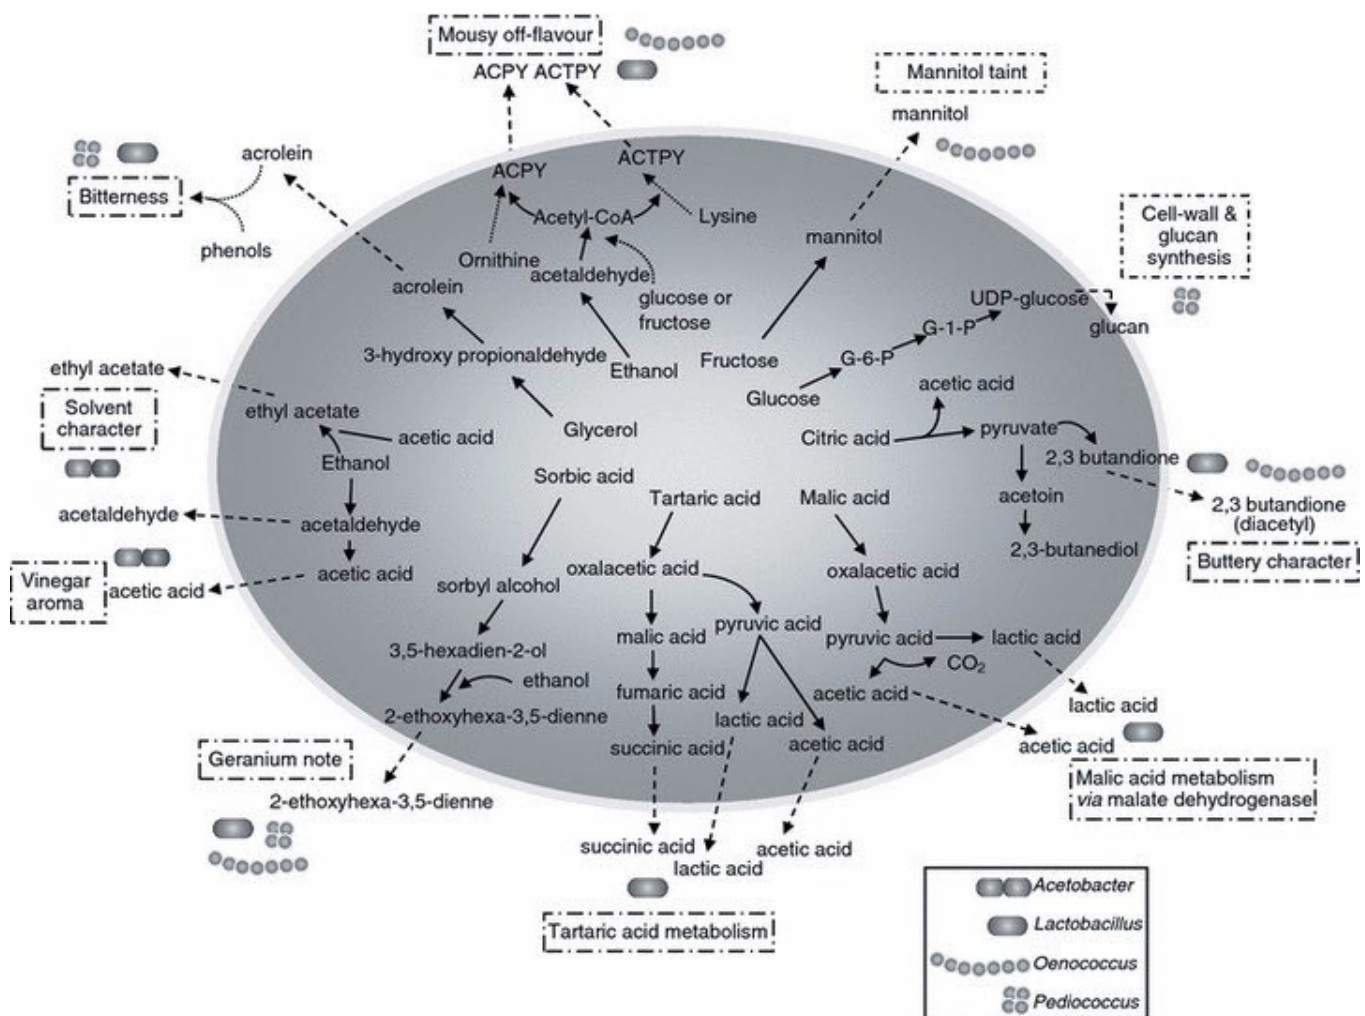 Mousy off-flavour
ACPY ACTPY
Mannitol taint
mannitol
acrolein
Bitterness
phenols
ACPY
ACTPY
Acetyl-CoA
Lysine
Ornithine
acetaldehyde
glucose or
fructose
Ethanol
mannitol
Fructose
Cell-wall &
glucan
synthesis
UDP-glucose
glucan
G-1-P
G-6-P
Glucose
acrolein
3-hydroxy propionaldehyde
Glycerol
ethyl acetate
Solvent
character
ethyl acetate
acetic acid
Ethanol
acetaldehyde
acetaldehyde
acetic acid
Vinegar
aroma
acetic acid
acetic acid
Citric acid
pyruvate
2,3 butandione
acetoin
2,3-butanediol
2,3 butandione
(diacetyl)
Buttery character
Sorbic acid
sorbyl alcohol
3,5-hexadien-2-ol
ethanol
2-ethoxyhexa-3,5-dienne
Geranium note
2-ethoxyhexa-3,5-dienne
Tartaric acid
oxalacetic acid
malic acid
fumaric acid
succinic acid
pyruvic acid
lactic acid
acetic acid
succinic acid
lactic acid
acetic acid
Tartaric acid metabolism
Malic acid
oxalacetic acid
pyruvic acid
lactic acid
CO₂
acetic acid
lactic acid
acetic acid
Malic acid metabolism
via malate dehydrogenase
Acetobacter
Lactobacillus
Oenococcus
Pediococcus